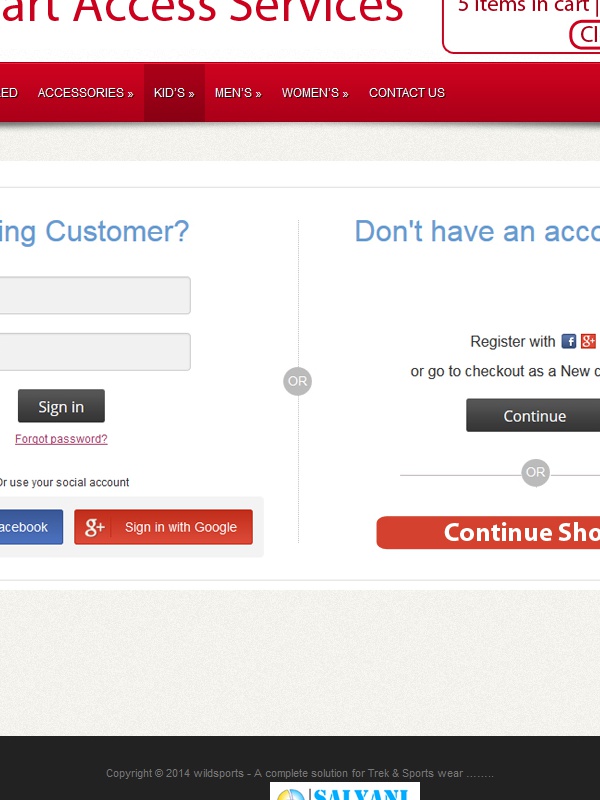 art Access Services
5 items in cart |
Cl
ED ACCESSORIES » KID'S » MEN'S » WOMEN'S » CONTACT US
ing Customer?
Don't have an acco
Register with
or go to checkout as a New c
OR
Sign in
Continue
Forgot password?
OR
Or use your social account
acebook
g+ Sign in with Google
Continue Sho
Copyright © 2014 wildsports - A complete solution for Trek & Sports wear ........
SALYANI